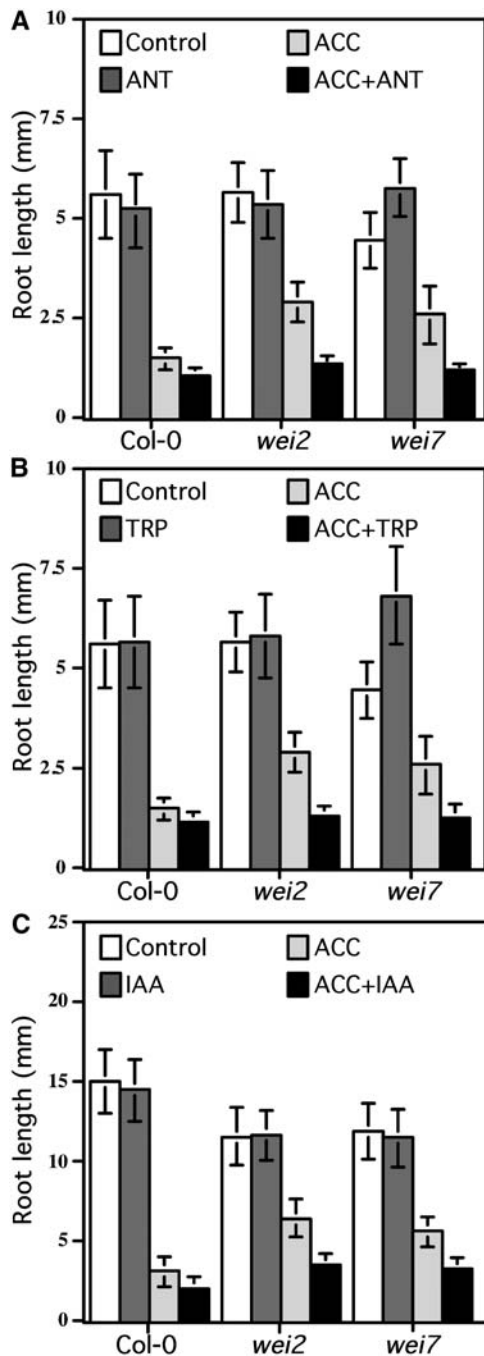 A
10
Control ACC
ANT ACC+ANT
7.5
5
2.5
0
Root length (mm)
Col-0 wei2 wei7
B
10
Control ACC
TRP ACC+TRP
7.5
5
2.5
0
Root length (mm)
Col-0 wei2 wei7
C
25
Control ACC
IAA ACC+IAA
20
15
10
5
0
Root length (mm)
Col-0 wei2 wei7